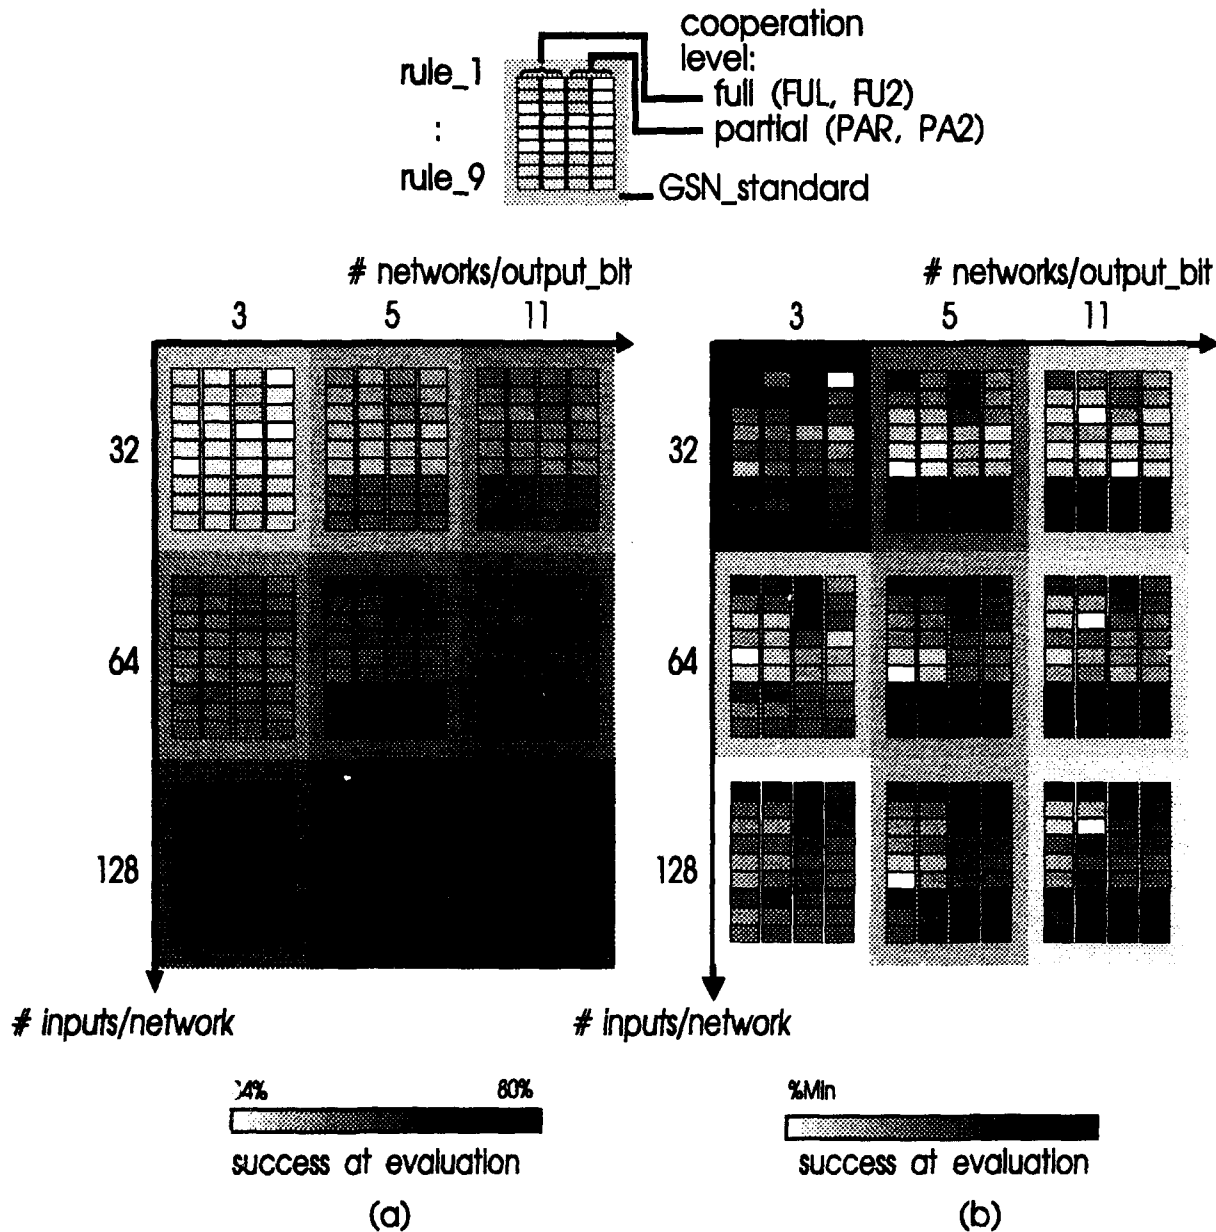 cooperation
level:
rule_1
full (FUL, FU2)
:
partial (PAR, PA2)
rule_9
GSN_standard
# networks/output_bit
3 5 11
32
64
128
# inputs/network
4% 80%
success at evaluation
(a)
# networks/output_bit
3 5 11
32
64
128
# inputs/network
%Min
success at evaluation
(b)